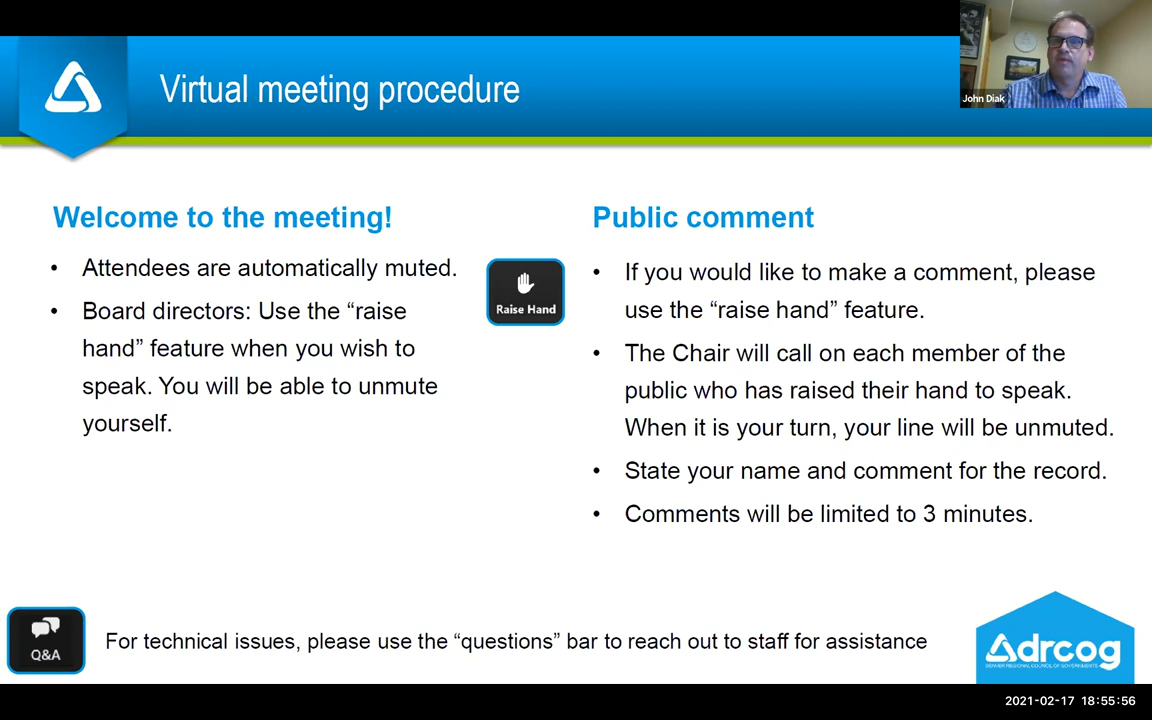 Virtual meeting procedure
John Diak
Welcome to the meeting!
• Attendees are automatically muted.
• Board directors: Use the “raise
hand” feature when you wish to
speak. You will be able to unmute
yourself.
Raise Hand
Public comment
• If you would like to make a comment, please
use the “raise hand” feature.
• The Chair will call on each member of the
public who has raised their hand to speak.
When it is your turn, your line will be unmuted.
• State your name and comment for the record.
• Comments will be limited to 3 minutes.
Q&A
For technical issues, please use the “questions” bar to reach out to staff for assistance
drcog
DENVER REGIONAL COUNCIL OF GOVERNMENTS
2021-02-17 18:55:56